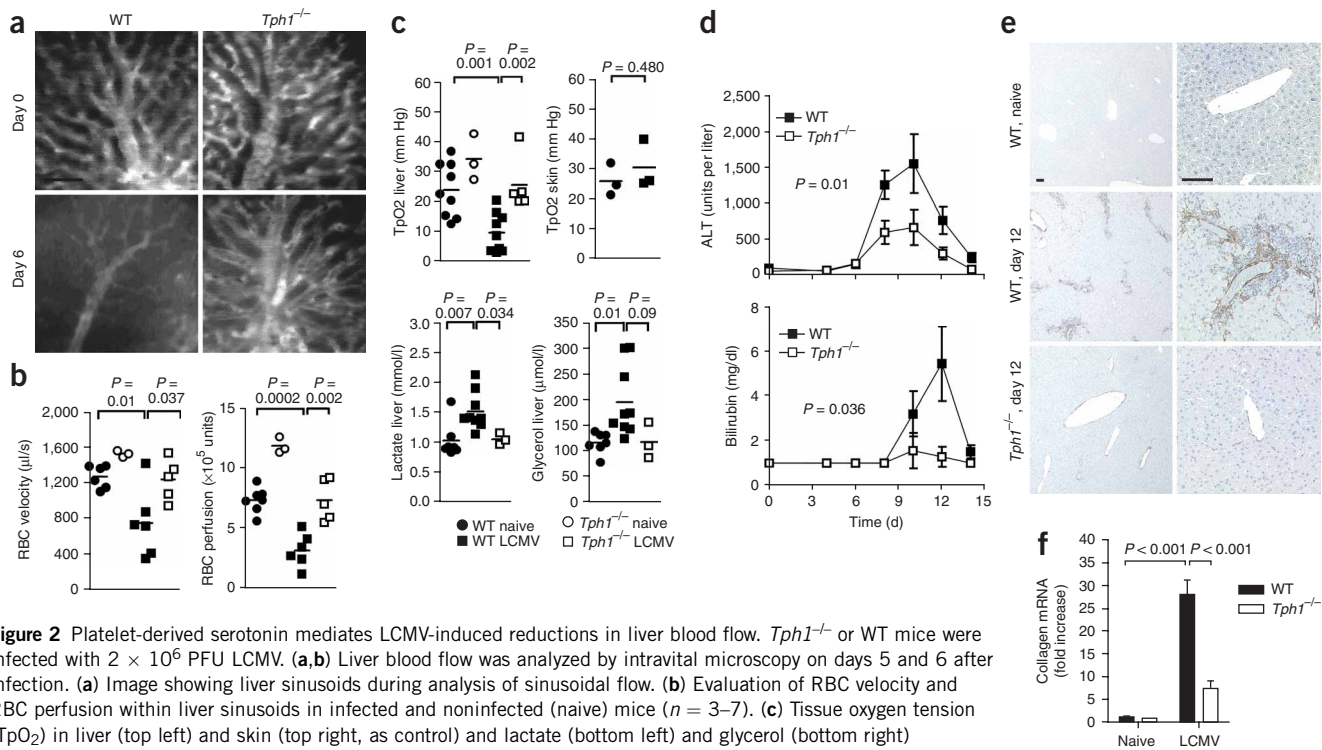 a
WT
Tph1−/−
Day 0
Day 6
b
P =
0.01
P =
0.037
2,000
1,600
1,200
800
400
0
RBC velocity (µl/s)
P =
0.0002
P =
0.002
15
10
5
0
RBC perfusion (×10⁵ units)
c
P =
0.001
P =
0.002
60
50
40
30
20
10
0
TpO2 liver (mm Hg)
P = 0.480
60
50
40
30
20
10
0
TpO2 skin (mm Hg)
P =
0.007
P =
0.034
3.0
2.5
2.0
1.5
1.0
0.5
0.0
Lactate liver (mmol/l)
P =
0.01
P =
0.09
350
300
250
200
150
100
50
0
Glycerol liver (µmol/l)
WT naive
WT LCMV
Tph1−/− naive
Tph1−/− LCMV
d
2,500
2,000
1,500
1,000
500
0
ALT (units per liter)
WT
Tph1−/−
P = 0.01
8
6
4
2
0
Bilirubin (mg/dl)
WT
Tph1−/−
P = 0.036
0 3 6 9 12 15
Time (d)
e
WT, naive
WT, day 12
Tph1−/−, day 12
f
P < 0.001 P < 0.001
40
35
30
25
20
15
10
5
0
Collagen mRNA
(fold increase)
WT
Tph1−/−
Naive LCMV
igure 2 Platelet-derived serotonin mediates LCMV-induced reductions in liver blood flow. Tph1−/− or WT mice were
nfected with 2 × 10⁶ PFU LCMV. (a,b) Liver blood flow was analyzed by intravital microscopy on days 5 and 6 after
nfection. (a) Image showing liver sinusoids during analysis of sinusoidal flow. (b) Evaluation of RBC velocity and
RBC perfusion within liver sinusoids in infected and noninfected (naive) mice (n = 3–7). (c) Tissue oxygen tension
TpO₂) in liver (top left) and skin (top right, as control) and lactate (bottom left) and glycerol (bottom right)